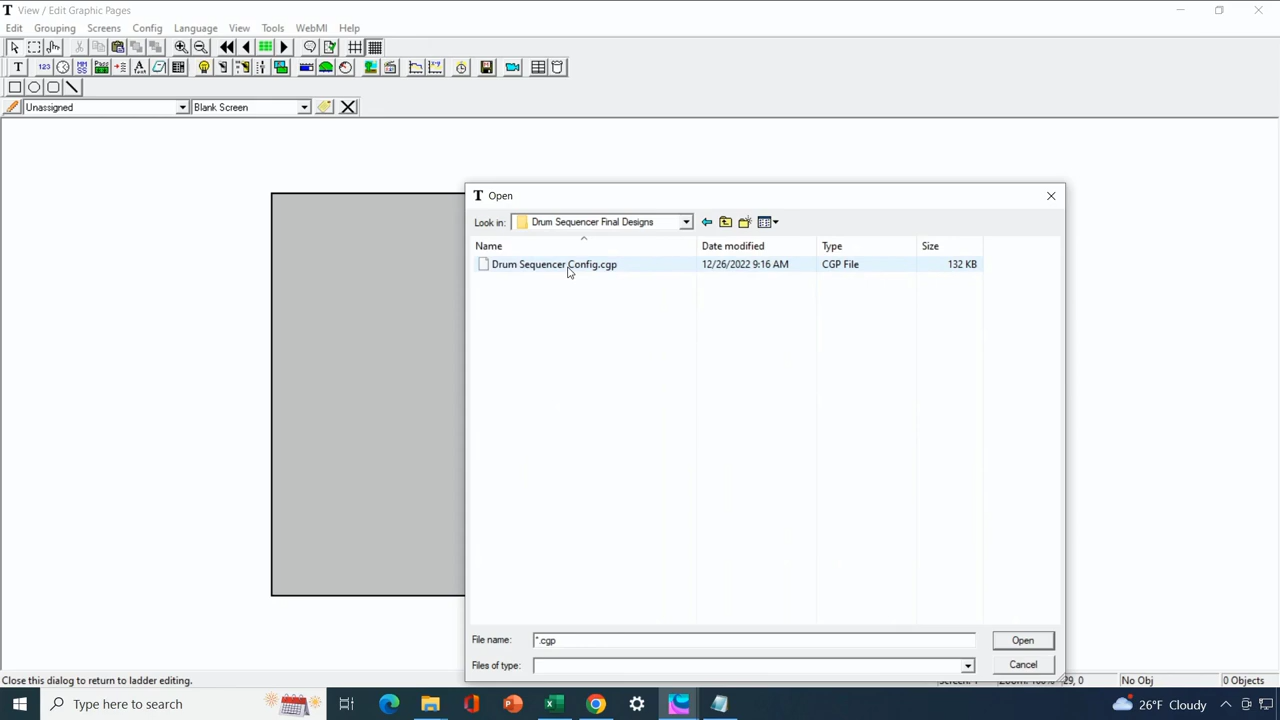 View / Edit Graphic Pages
Edit Grouping Screens Config Language View Tools WebMI Help
Unassigned Blank Screen
Open
Look in: Drum Sequencer Final Designs
Name Date modified Type Size
Drum Sequencer Config.cgp 12/26/2022 9:16 AM CGP File 132 KB
File name: *.cgp Open
Files of type: Cancel
Close this dialog to return to ladder editing. 29, 0 No Obj 0 Objects
Type here to search 26°F Cloudy